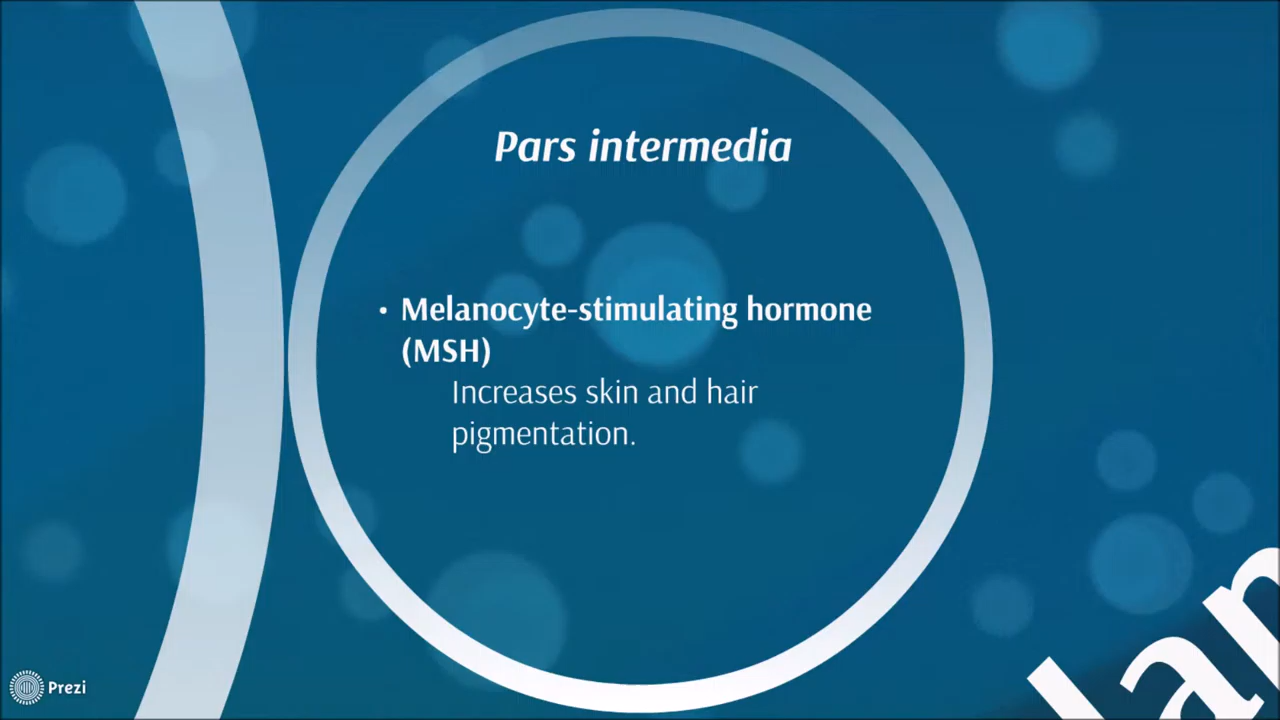 Pars intermedia
• Melanocyte-stimulating hormone
(MSH)
Increases skin and hair
pigmentation.
Prezi